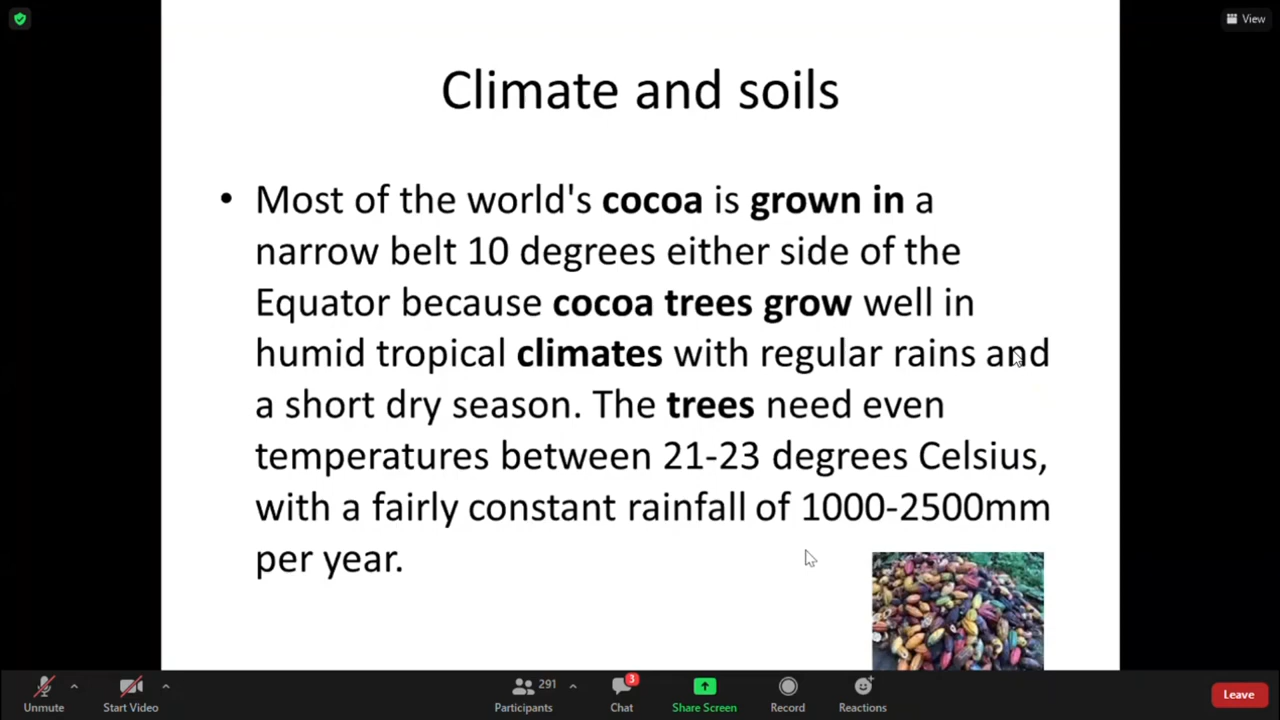 View
Climate and soils
• Most of the world's cocoa is grown in a
narrow belt 10 degrees either side of the
Equator because cocoa trees grow well in
humid tropical climates with regular rains and
a short dry season. The trees need even
temperatures between 21-23 degrees Celsius,
with a fairly constant rainfall of 1000-2500mm
per year.
Unmute
Start Video
291
Participants
3
Chat
Share Screen
Record
Reactions
Leave